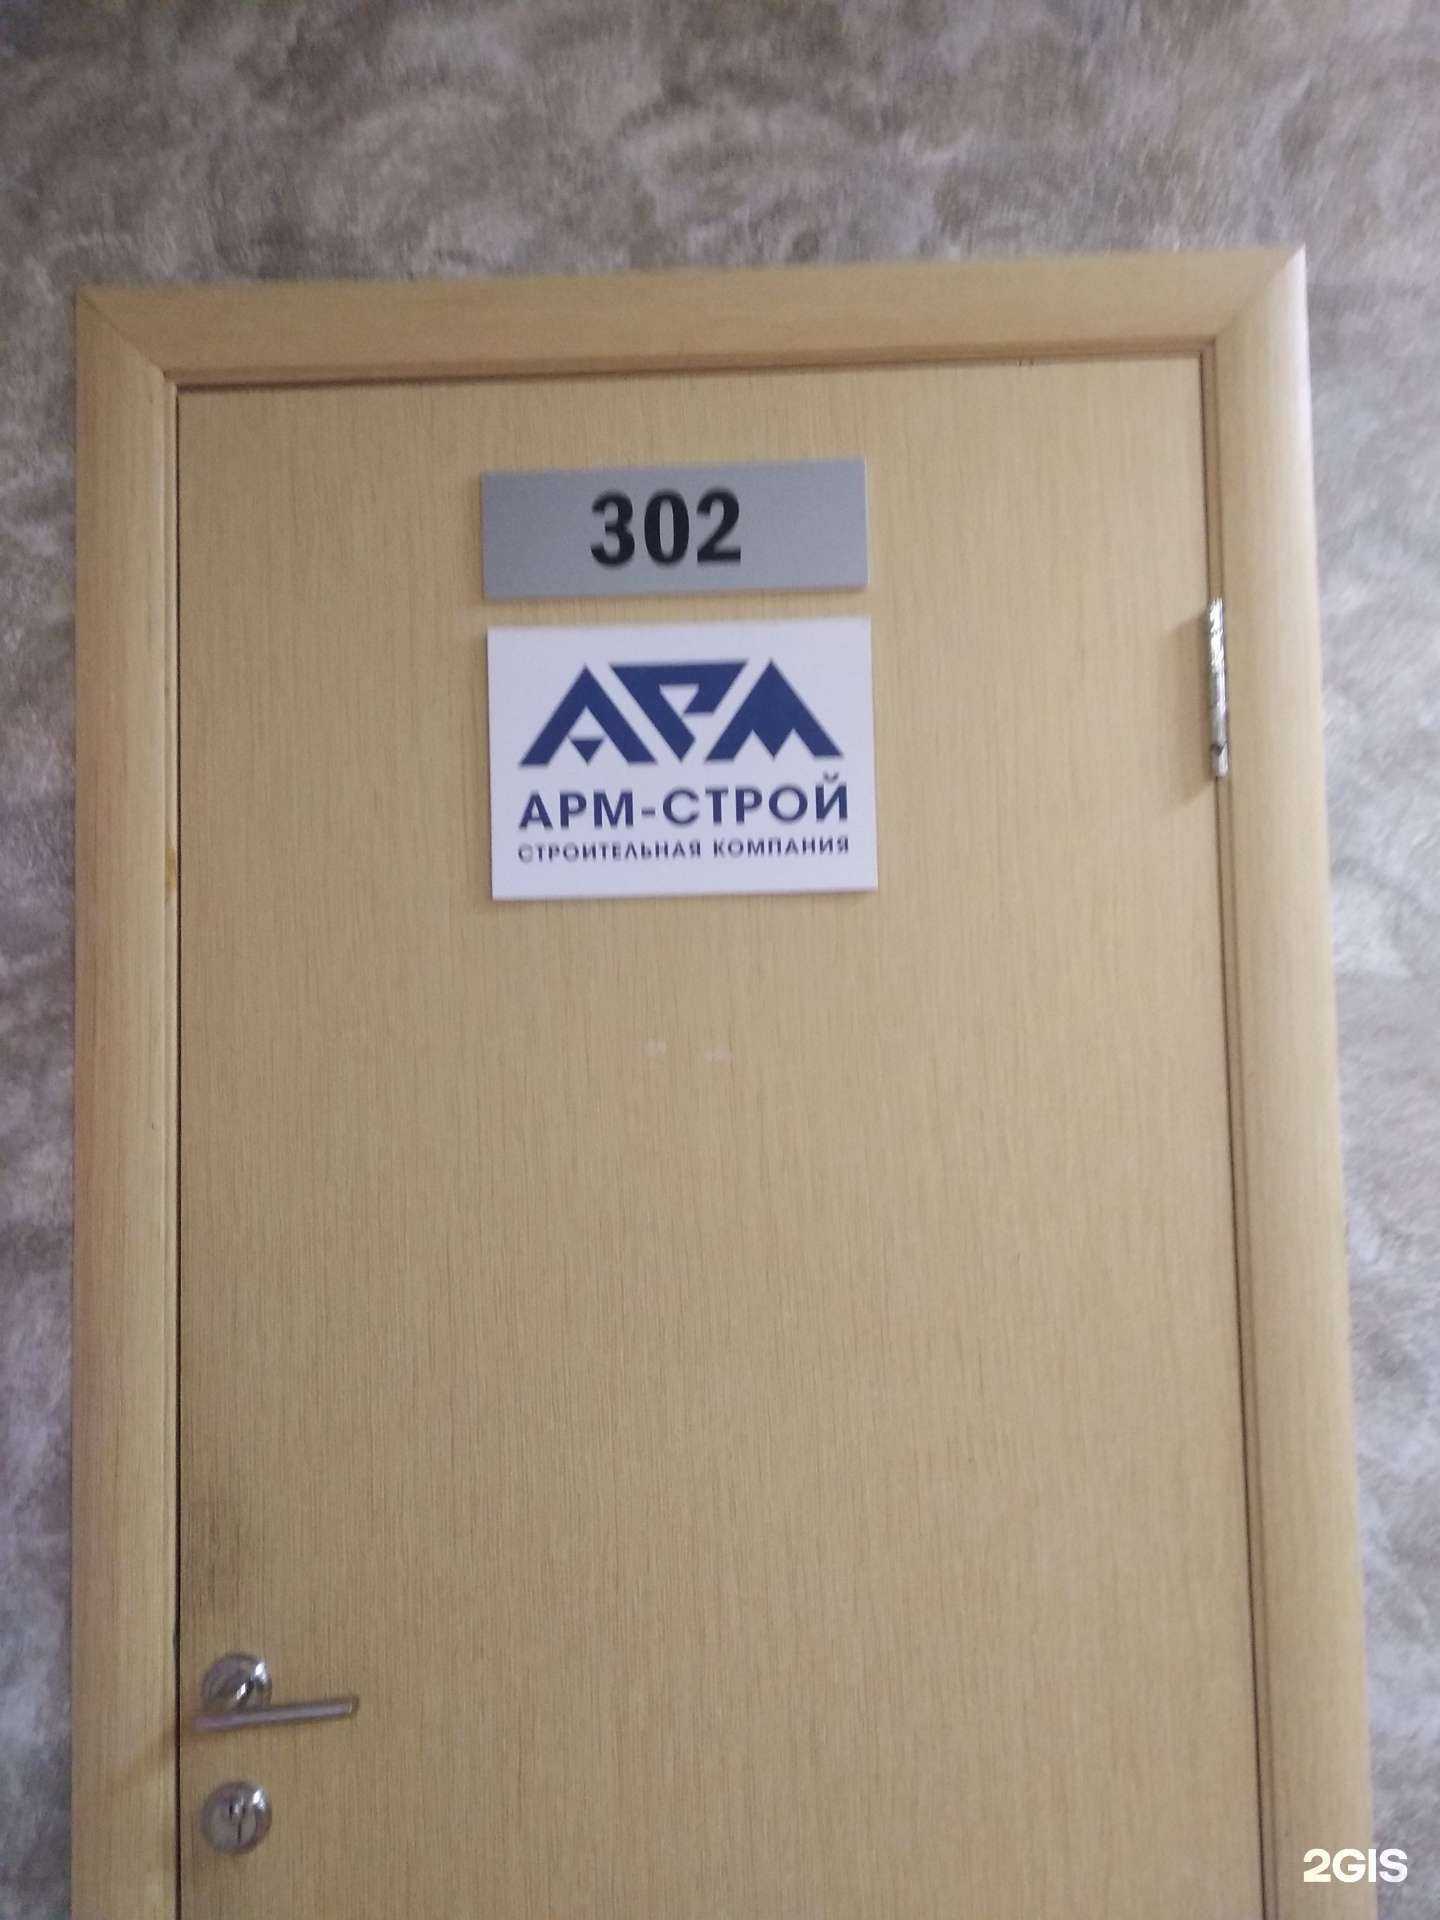 302
АРМ
АРМ-СТРОЙ
СТРОИТЕЛЬНАЯ КОМПАНИЯ
2GIS